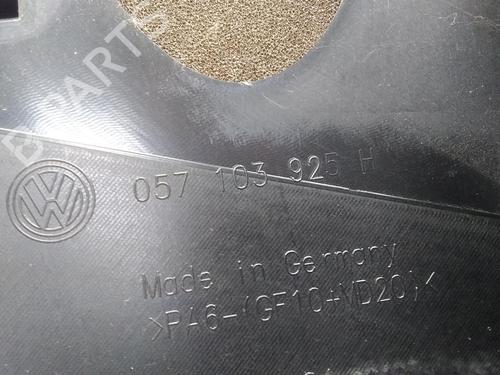 B-PARTS
057 103 925 H
Made in Germany
>PA6-(GF10+MD20)<